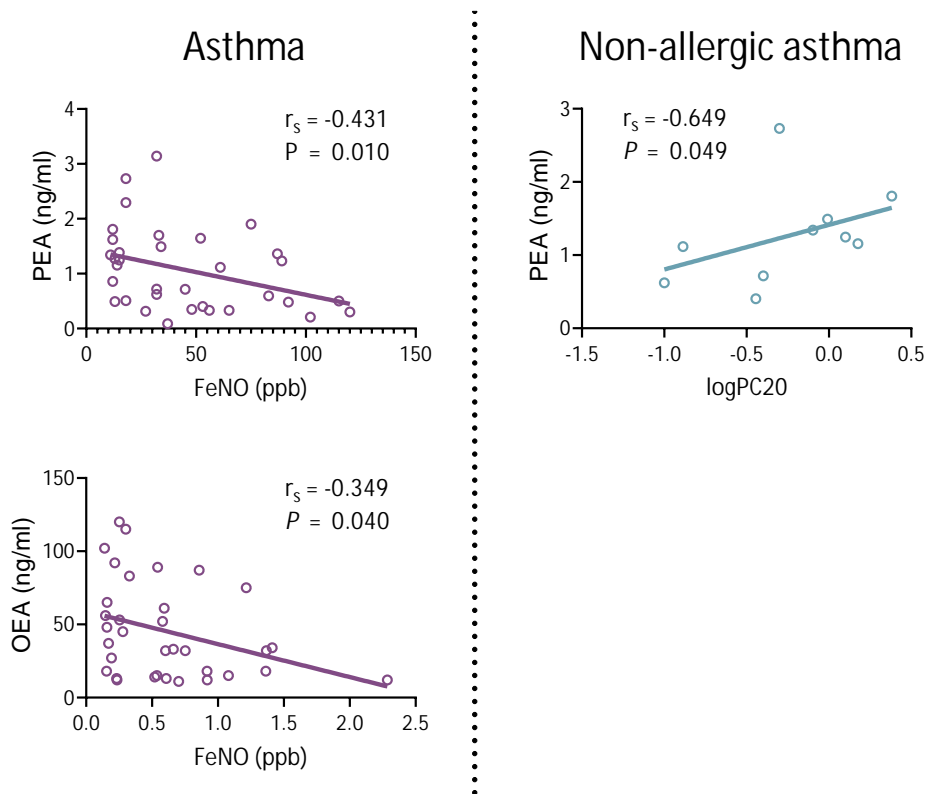 Asthma
Non-allergic asthma
PEA (ng/ml)
4
3
2
1
0
rs = -0.431
P = 0.010
0
50
100
150
FeNO (ppb)
PEA (ng/ml)
3
2
1
0
rs = -0.649
P = 0.049
-1.5
-1.0
-0.5
0.0
0.5
logPC20
OEA (ng/ml)
150
100
50
0
rs = -0.349
P = 0.040
0.0
0.5
1.0
1.5
2.0
2.5
FeNO (ppb)